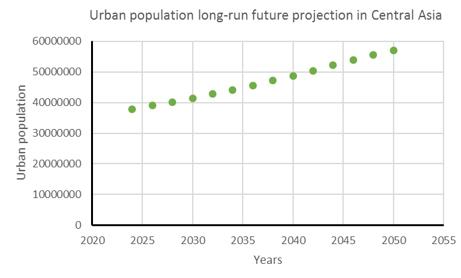 Urban population long-run future projection in Central Asia
60000000
50000000
40000000
30000000
20000000
10000000
0
Urban population
2020 2025 2030 2035 2040 2045 2050 2055
Years